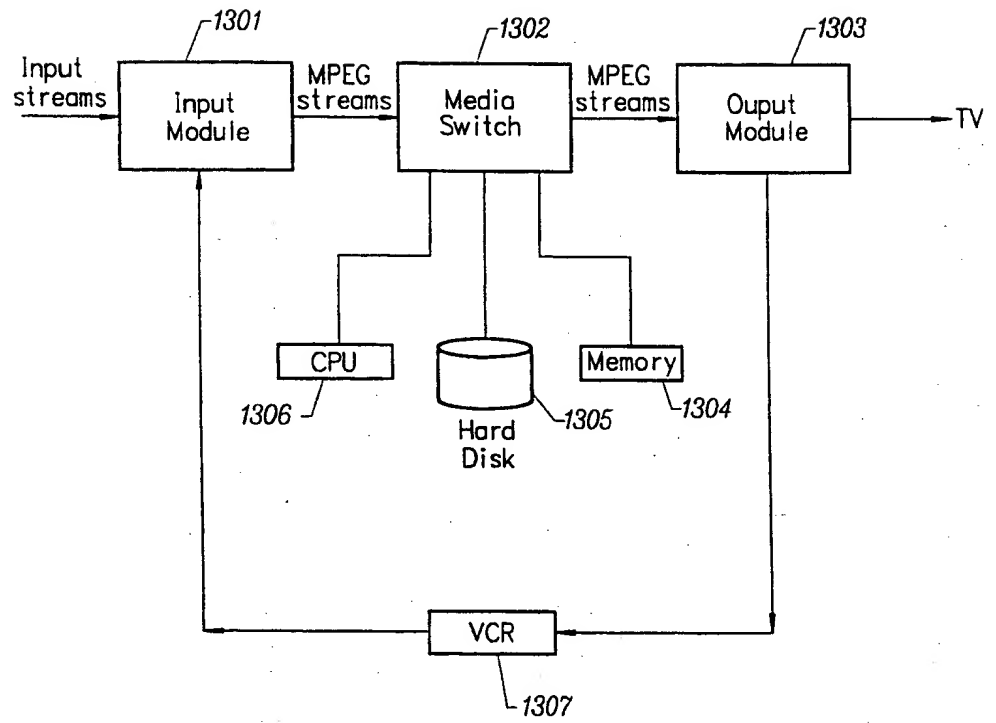 1301
1302
1303
Input
streams
Input
Module
MPEG
streams
Media
Switch
MPEG
streams
Ouput
Module
TV
CPU
1306
Hard
Disk
1305
Memory
1304
VCR
1307